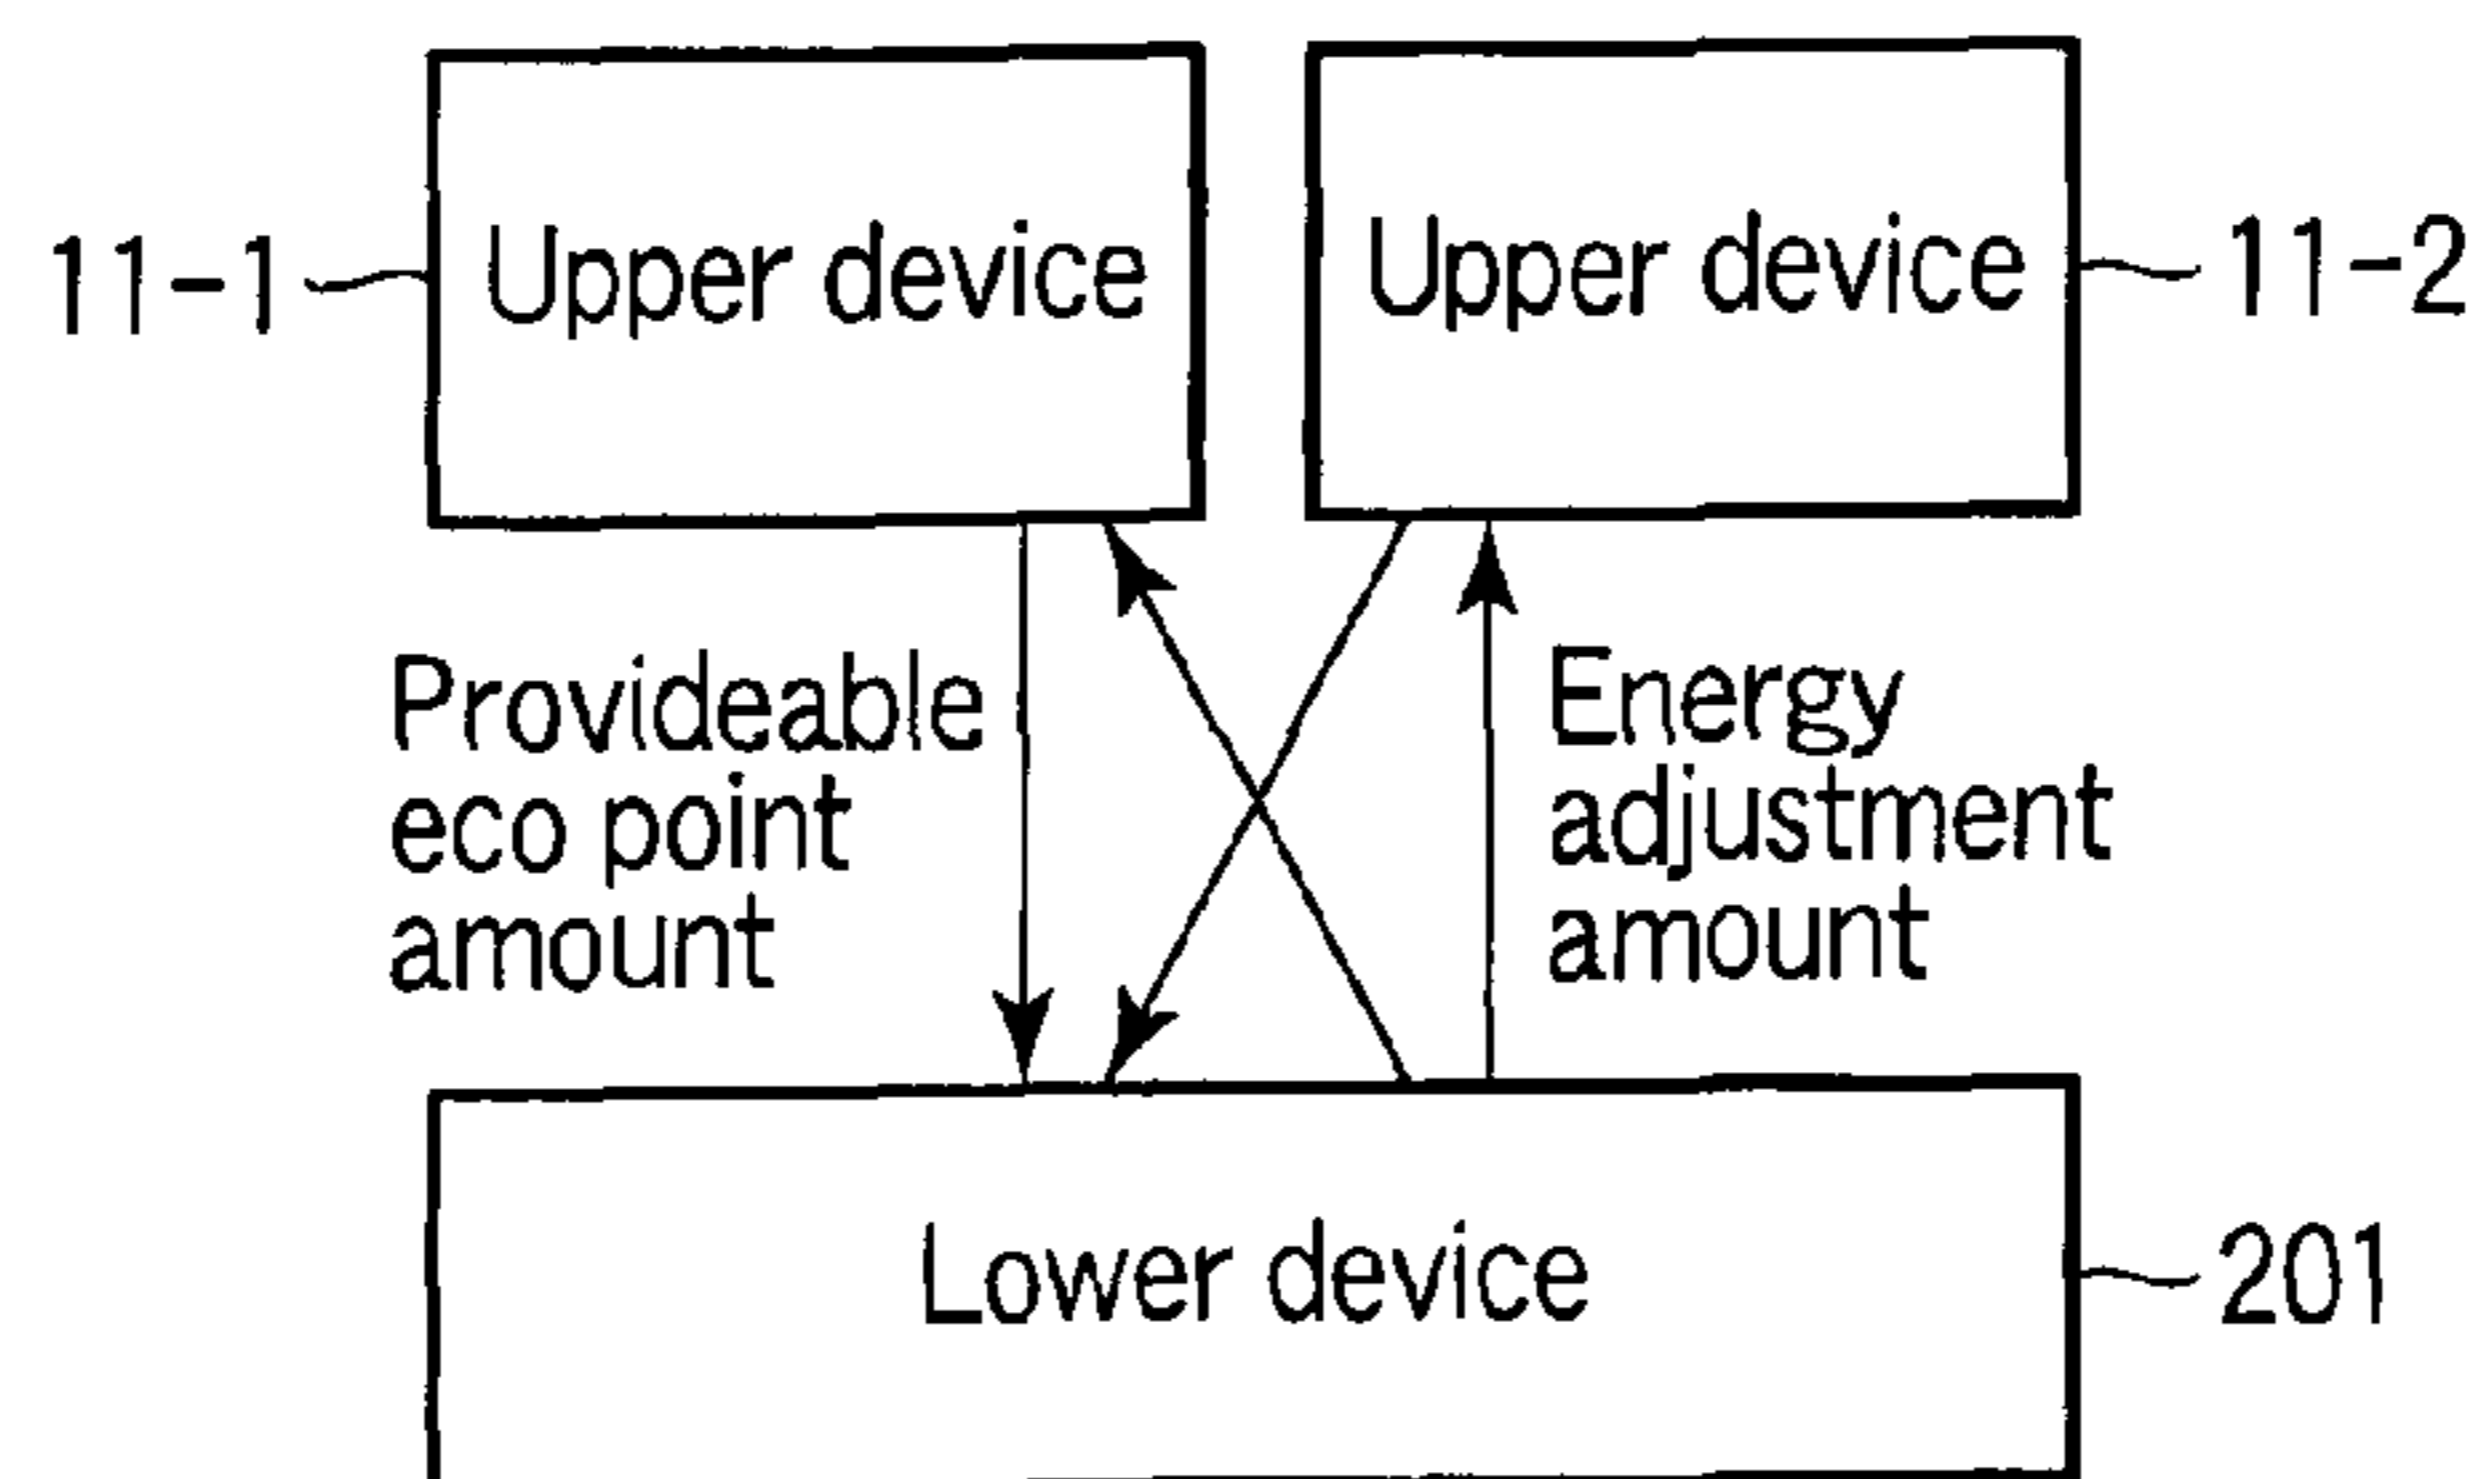 11-1 Upper device Upper device 11-2
Provideable
eco point
amount
Energy
adjustment
amount
Lower device 201